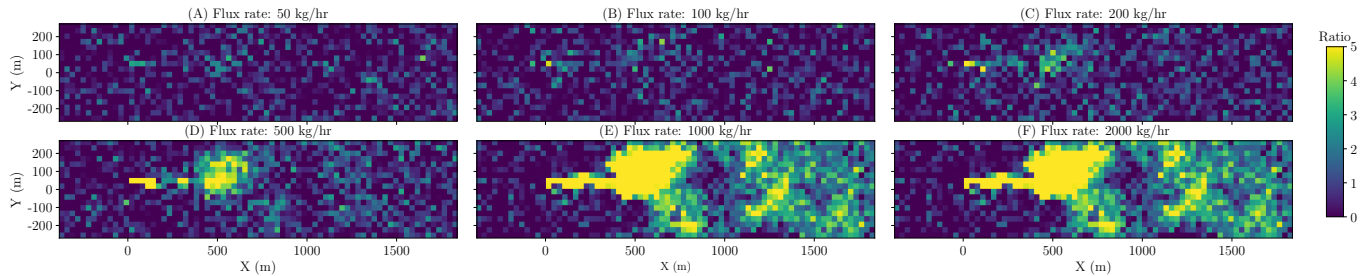 (A) Flux rate: 50 kg/hr
(B) Flux rate: 100 kg/hr
(C) Flux rate: 200 kg/hr
Ratio
Y (m)
200
100
0
-100
-200
5
4
3
2
1
0
(D) Flux rate: 500 kg/hr
(E) Flux rate: 1000 kg/hr
(F) Flux rate: 2000 kg/hr
Y (m)
200
100
0
-100
-200
0 500 1000 1500
0 500 1000 1500
0 500 1000 1500
X (m)
X (m)
X (m)